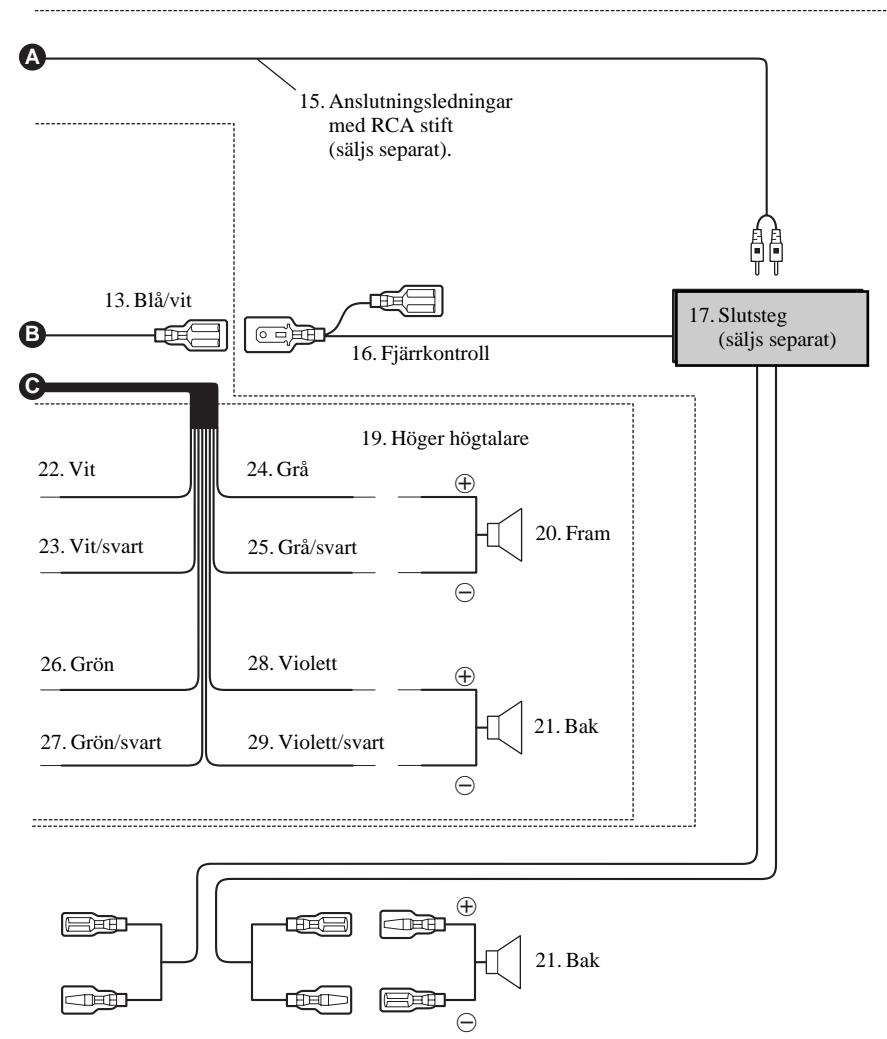 A
15. Anslutningsledningar
med RCA stift
(säljs separat).
13. Blå/vit
B
16. Fjärrkontroll
17. Slutsteg
(säljs separat)
C
19. Höger högtalare
22. Vit
24. Grå
+
23. Vit/svart
25. Grå/svart
20. Fram
−
26. Grön
28. Violett
+
27. Grön/svart
29. Violett/svart
21. Bak
−
+
21. Bak
−